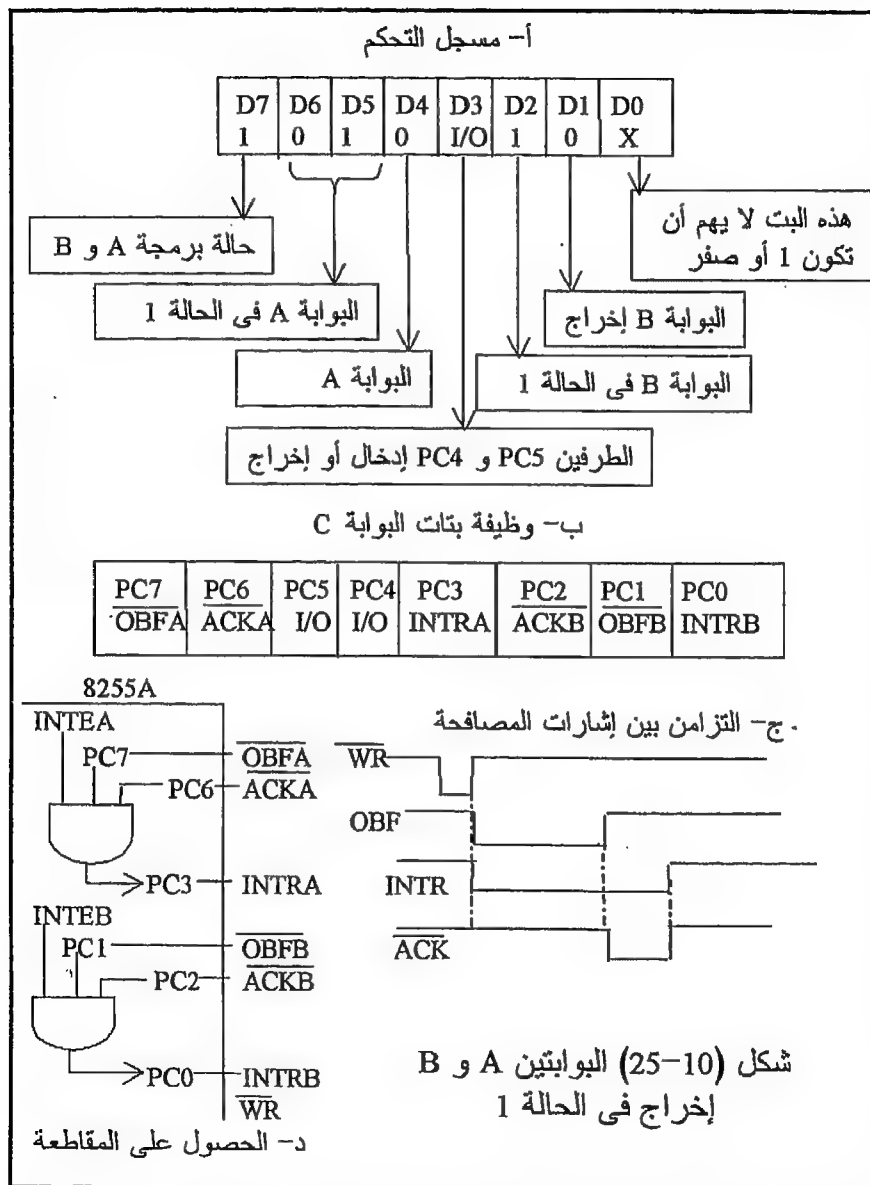 أ- مسجل التحكم
D7 D6 D5 D4 D3 D2 D1 D0
1 0 1 0 I/O 1 0 X
هذه البت لا يهم أن
تكون 1 أو صفر
حالة برمجة A و B
البوابة A فى الحالة 1
البوابة B إخراج
البوابة A
البوابة B فى الحالة 1
الطرفين PC5 و PC4 إدخال أو إخراج
ب- وظيفة بتات البوابة C
PC7 PC6 PC5 PC4 PC3 PC2 PC1 PC0
OBFA ACKA I/O I/O INTRA ACKB OBFB INTRB
8255A
INTEA
PC7 OBFA
PC6 ACKA
PC3 INTRA
INTEB
PC1 OBFB
PC2 ACKB
PC0 INTRB
WR
د- الحصول على المقاطعة
ج- التزامن بين إشارات المصافحة
WR
OBF
INTR
ACK
شكل (10-25) البوابتين A و B
إخراج فى الحالة 1